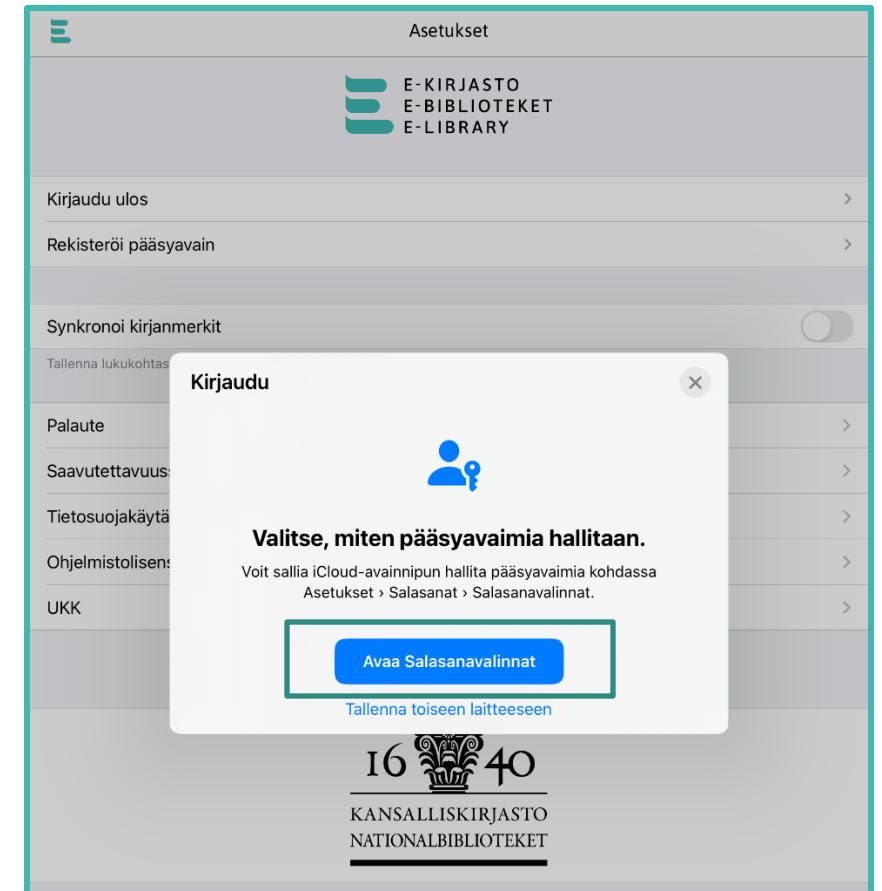 Asetukset
E-KIRJASTO
E-BIBLIOTEKET
E-LIBRARY
Kirjaudu ulos
Rekisteröi pääsyavain
Synkronoi kirjanmerkit
Tallenna lukukohtas
Kirjaudu
Palaute
Saavutettavuus
Tietosuojakäytä
Valitse, miten pääsyavaimia hallitaan.
Ohjelmistolisens
Voit sallia iCloud-avainnipun hallita pääsyavaimia kohdassa
Asetukset › Salasanat › Salasanavalinnat.
UKK
Avaa Salasanavalinnat
Tallenna toiseen laitteeseen
16 40
KANSALLISKIRJASTO
NATIONALBIBLIOTEKET